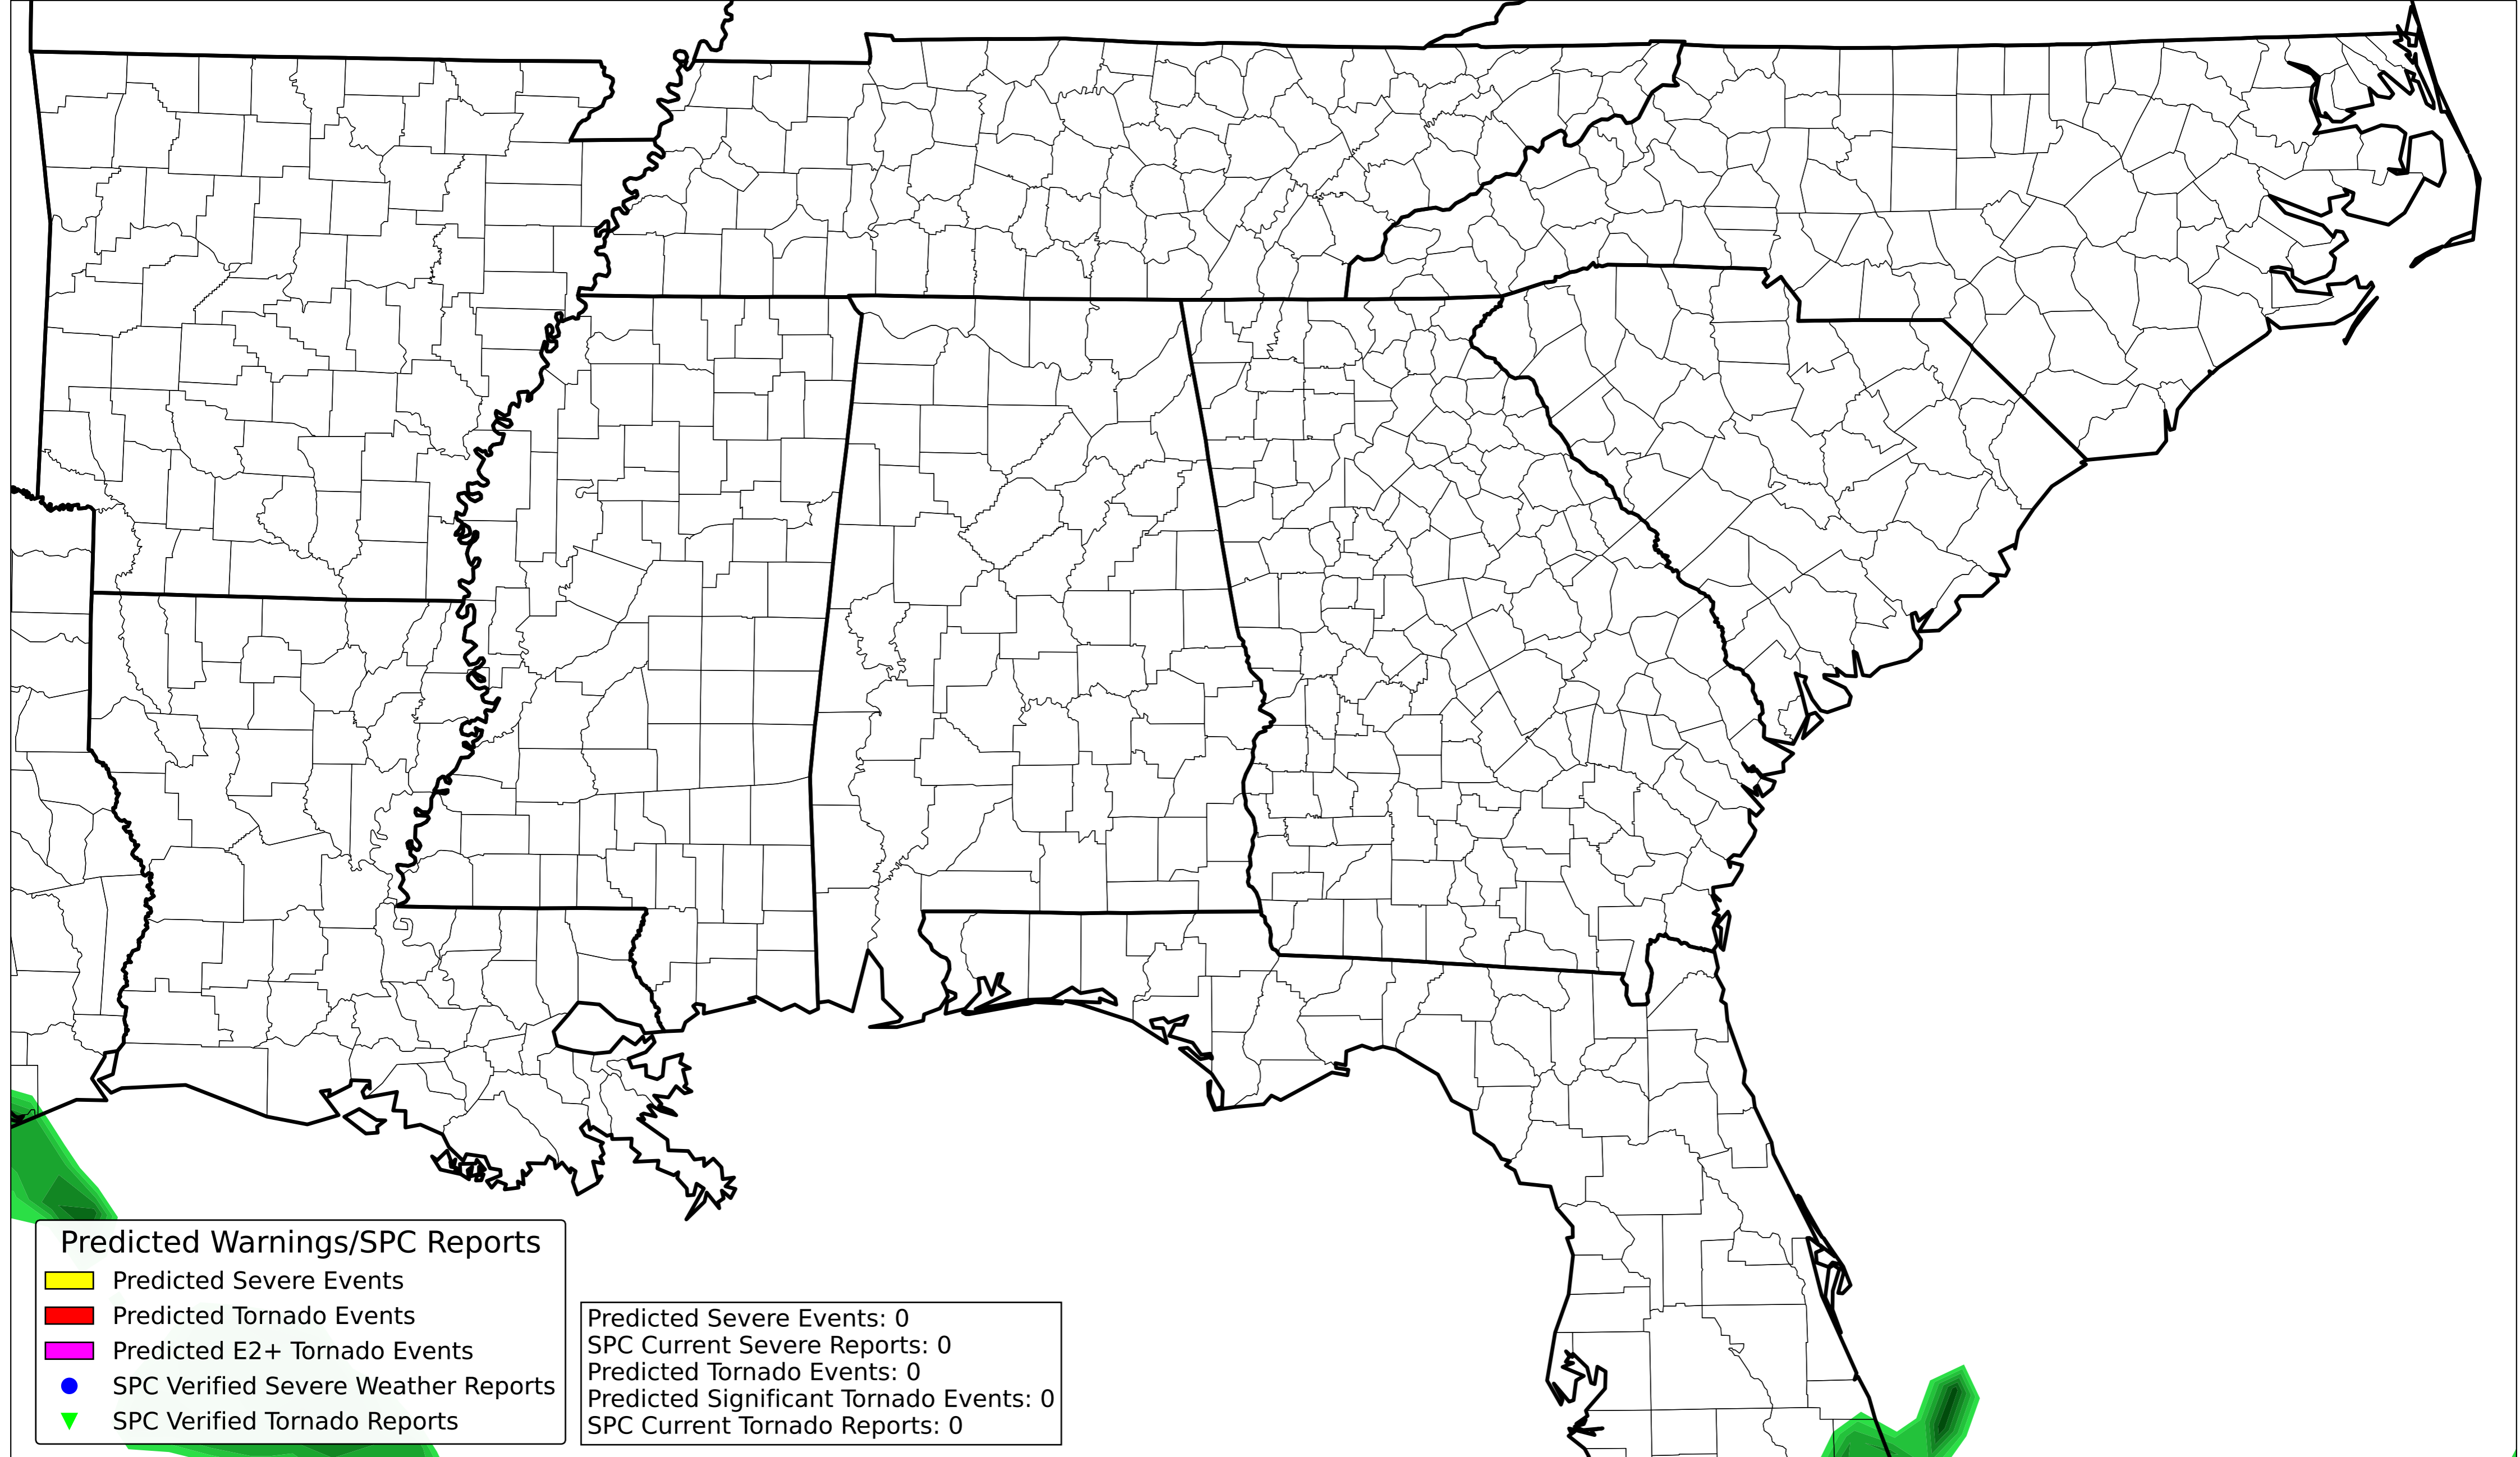 Predicted Warnings/SPC Reports
Predicted Severe Events
Predicted Tornado Events
Predicted E2+ Tornado Events
SPC Verified Severe Weather Reports
SPC Verified Tornado Reports
Predicted Severe Events: 0
SPC Current Severe Reports: 0
Predicted Tornado Events: 0
Predicted Significant Tornado Events: 0
SPC Current Tornado Reports: 0